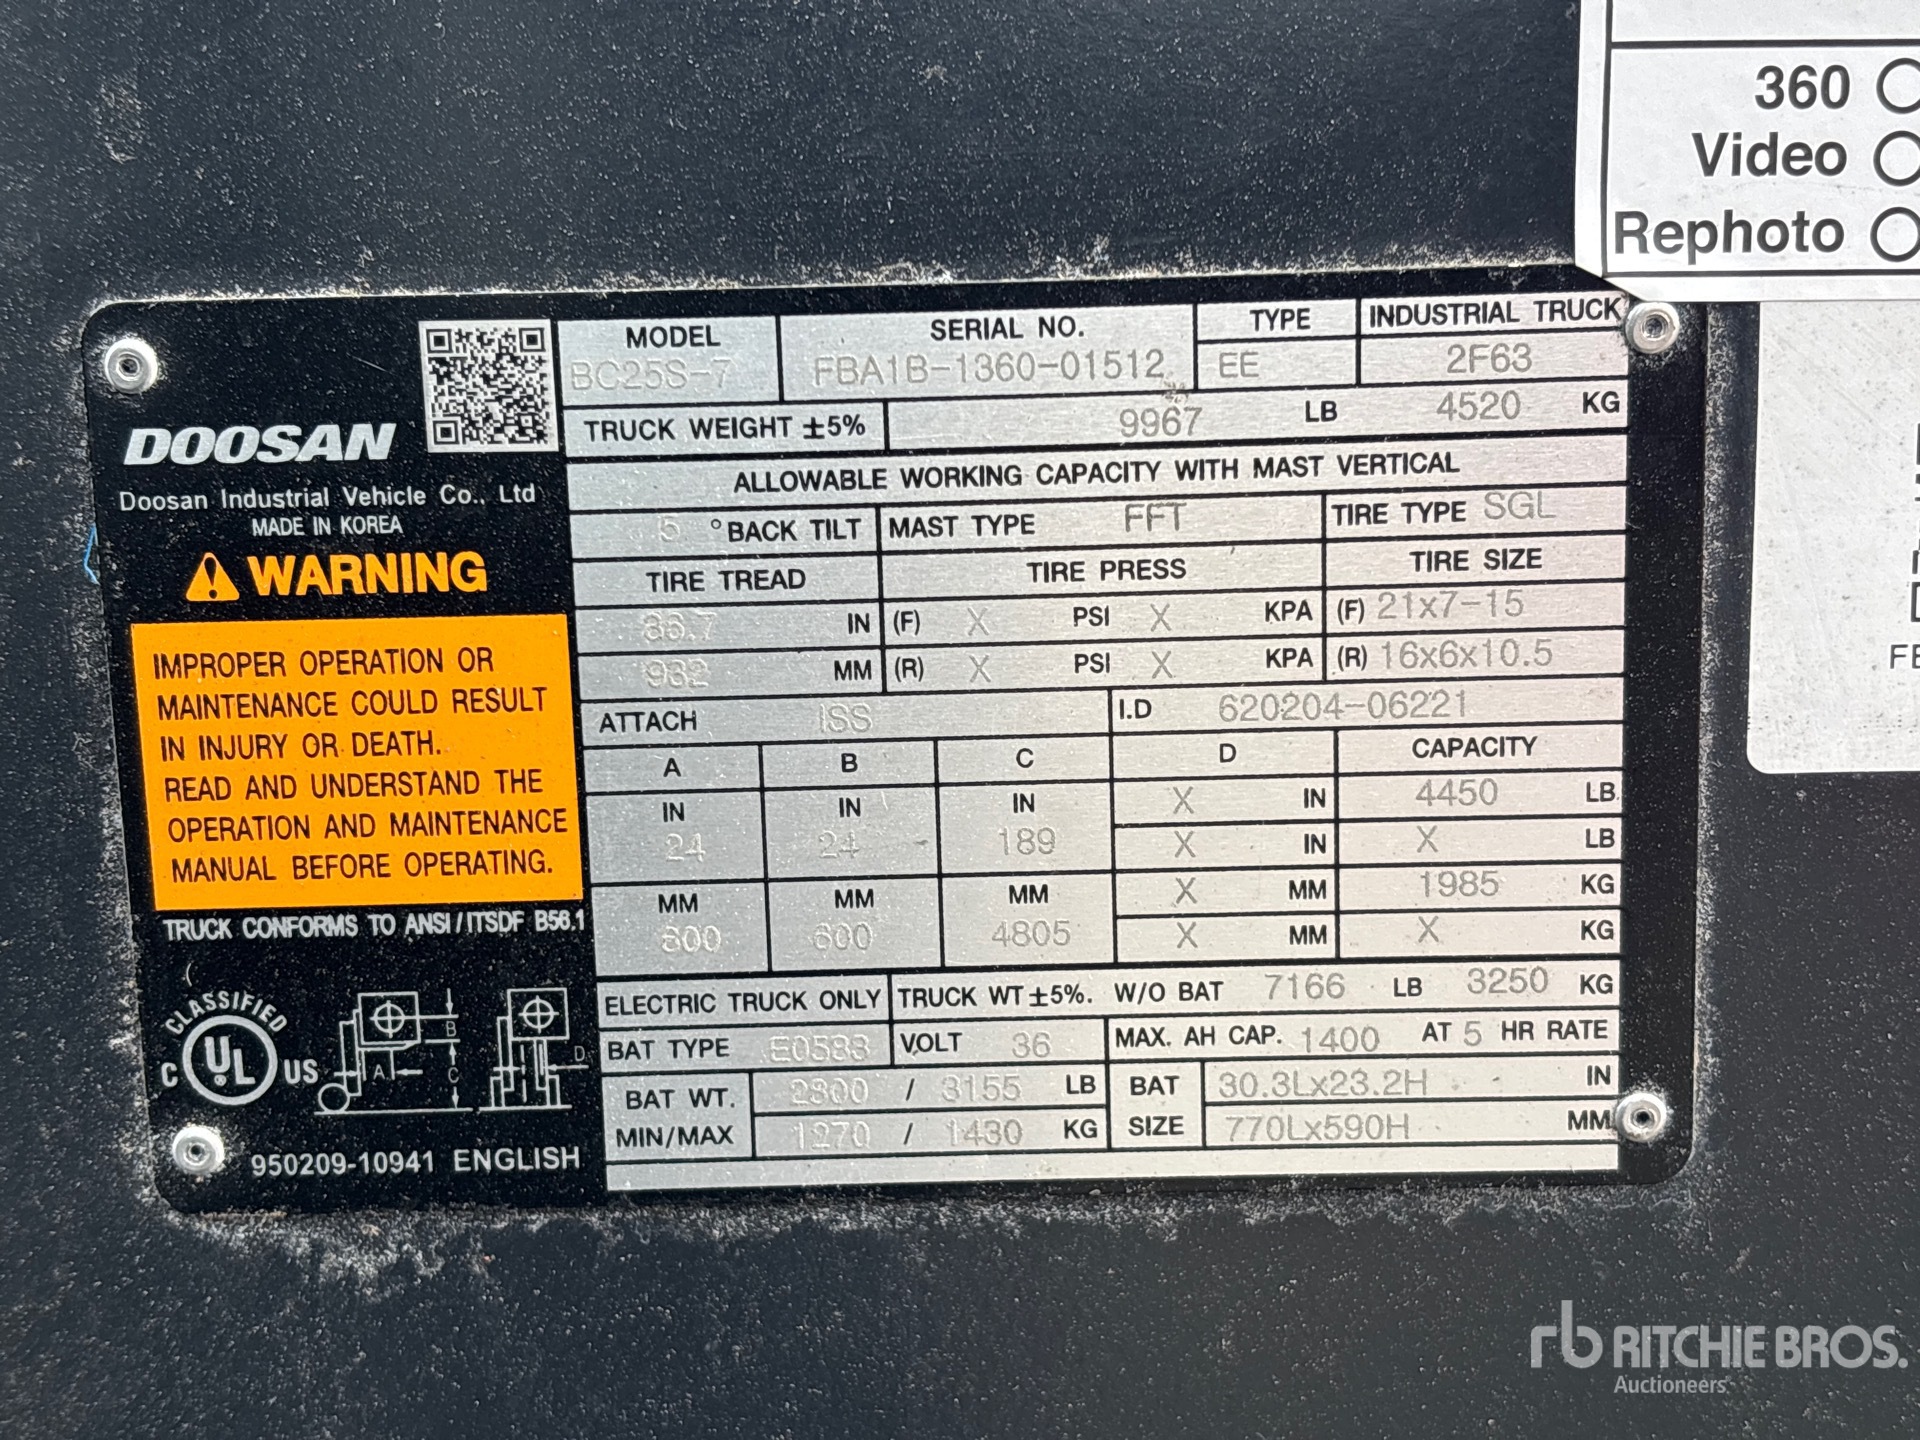 360
Video
Rephoto
MODEL SERIAL NO. TYPE INDUSTRIAL TRUCK
BC25S-7 FBA1B-1360-01512 EE 2F63
TRUCK WEIGHT ±5% 9967 LB 4520 KG
ALLOWABLE WORKING CAPACITY WITH MAST VERTICAL
5 °BACK TILT MAST TYPE FFT TIRE TYPE SGL
TIRE TREAD TIRE PRESS TIRE SIZE
IN (F) X PSI X KPA (F) 21x7-15
932 MM (R) X PSI X KPA (R) 16x6x10.5
ATTACH ISS I.D 620204-06221
A B C D CAPACITY
IN IN IN X IN 4450 LB
24 24 189 X IN X LB
MM MM MM X MM 1985 KG
600 600 4805 X MM X KG
ELECTRIC TRUCK ONLY TRUCK WT ±5%. W/O BAT 7166 LB 3250 KG
BAT TYPE E0583 VOLT 36 MAX. AH CAP. 1400 AT 5 HR RATE
BAT WT. 2800 / 3155 LB BAT 30.3Lx23.2H IN
MIN/MAX 1270 / 1430 KG SIZE 770Lx590H MM
DOOSAN
Doosan Industrial Vehicle Co., Ltd
MADE IN KOREA
WARNING
IMPROPER OPERATION OR
MAINTENANCE COULD RESULT
IN INJURY OR DEATH.
READ AND UNDERSTAND THE
OPERATION AND MAINTENANCE
MANUAL BEFORE OPERATING.
TRUCK CONFORMS TO ANSI/ITSDF B56.1
CLASSIFIED
C UL US
A B C D
950209-10941 ENGLISH
FE
rb RITCHIE BROS.
Auctioneers